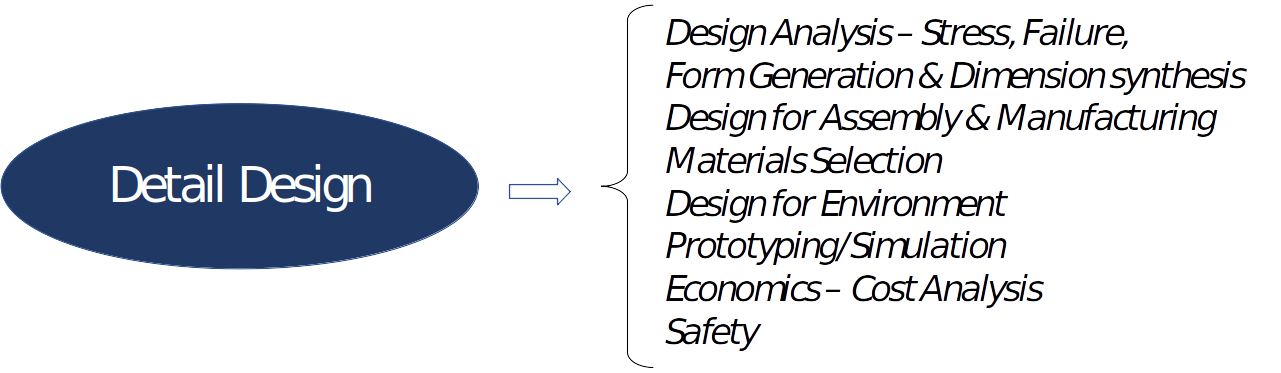 Detail Design
Design Analysis – Stress, Failure,
Form Generation & Dimension synthesis
Design for Assembly & Manufacturing
Materials Selection
Design for Environment
Prototyping/Simulation
Economics – Cost Analysis
Safety